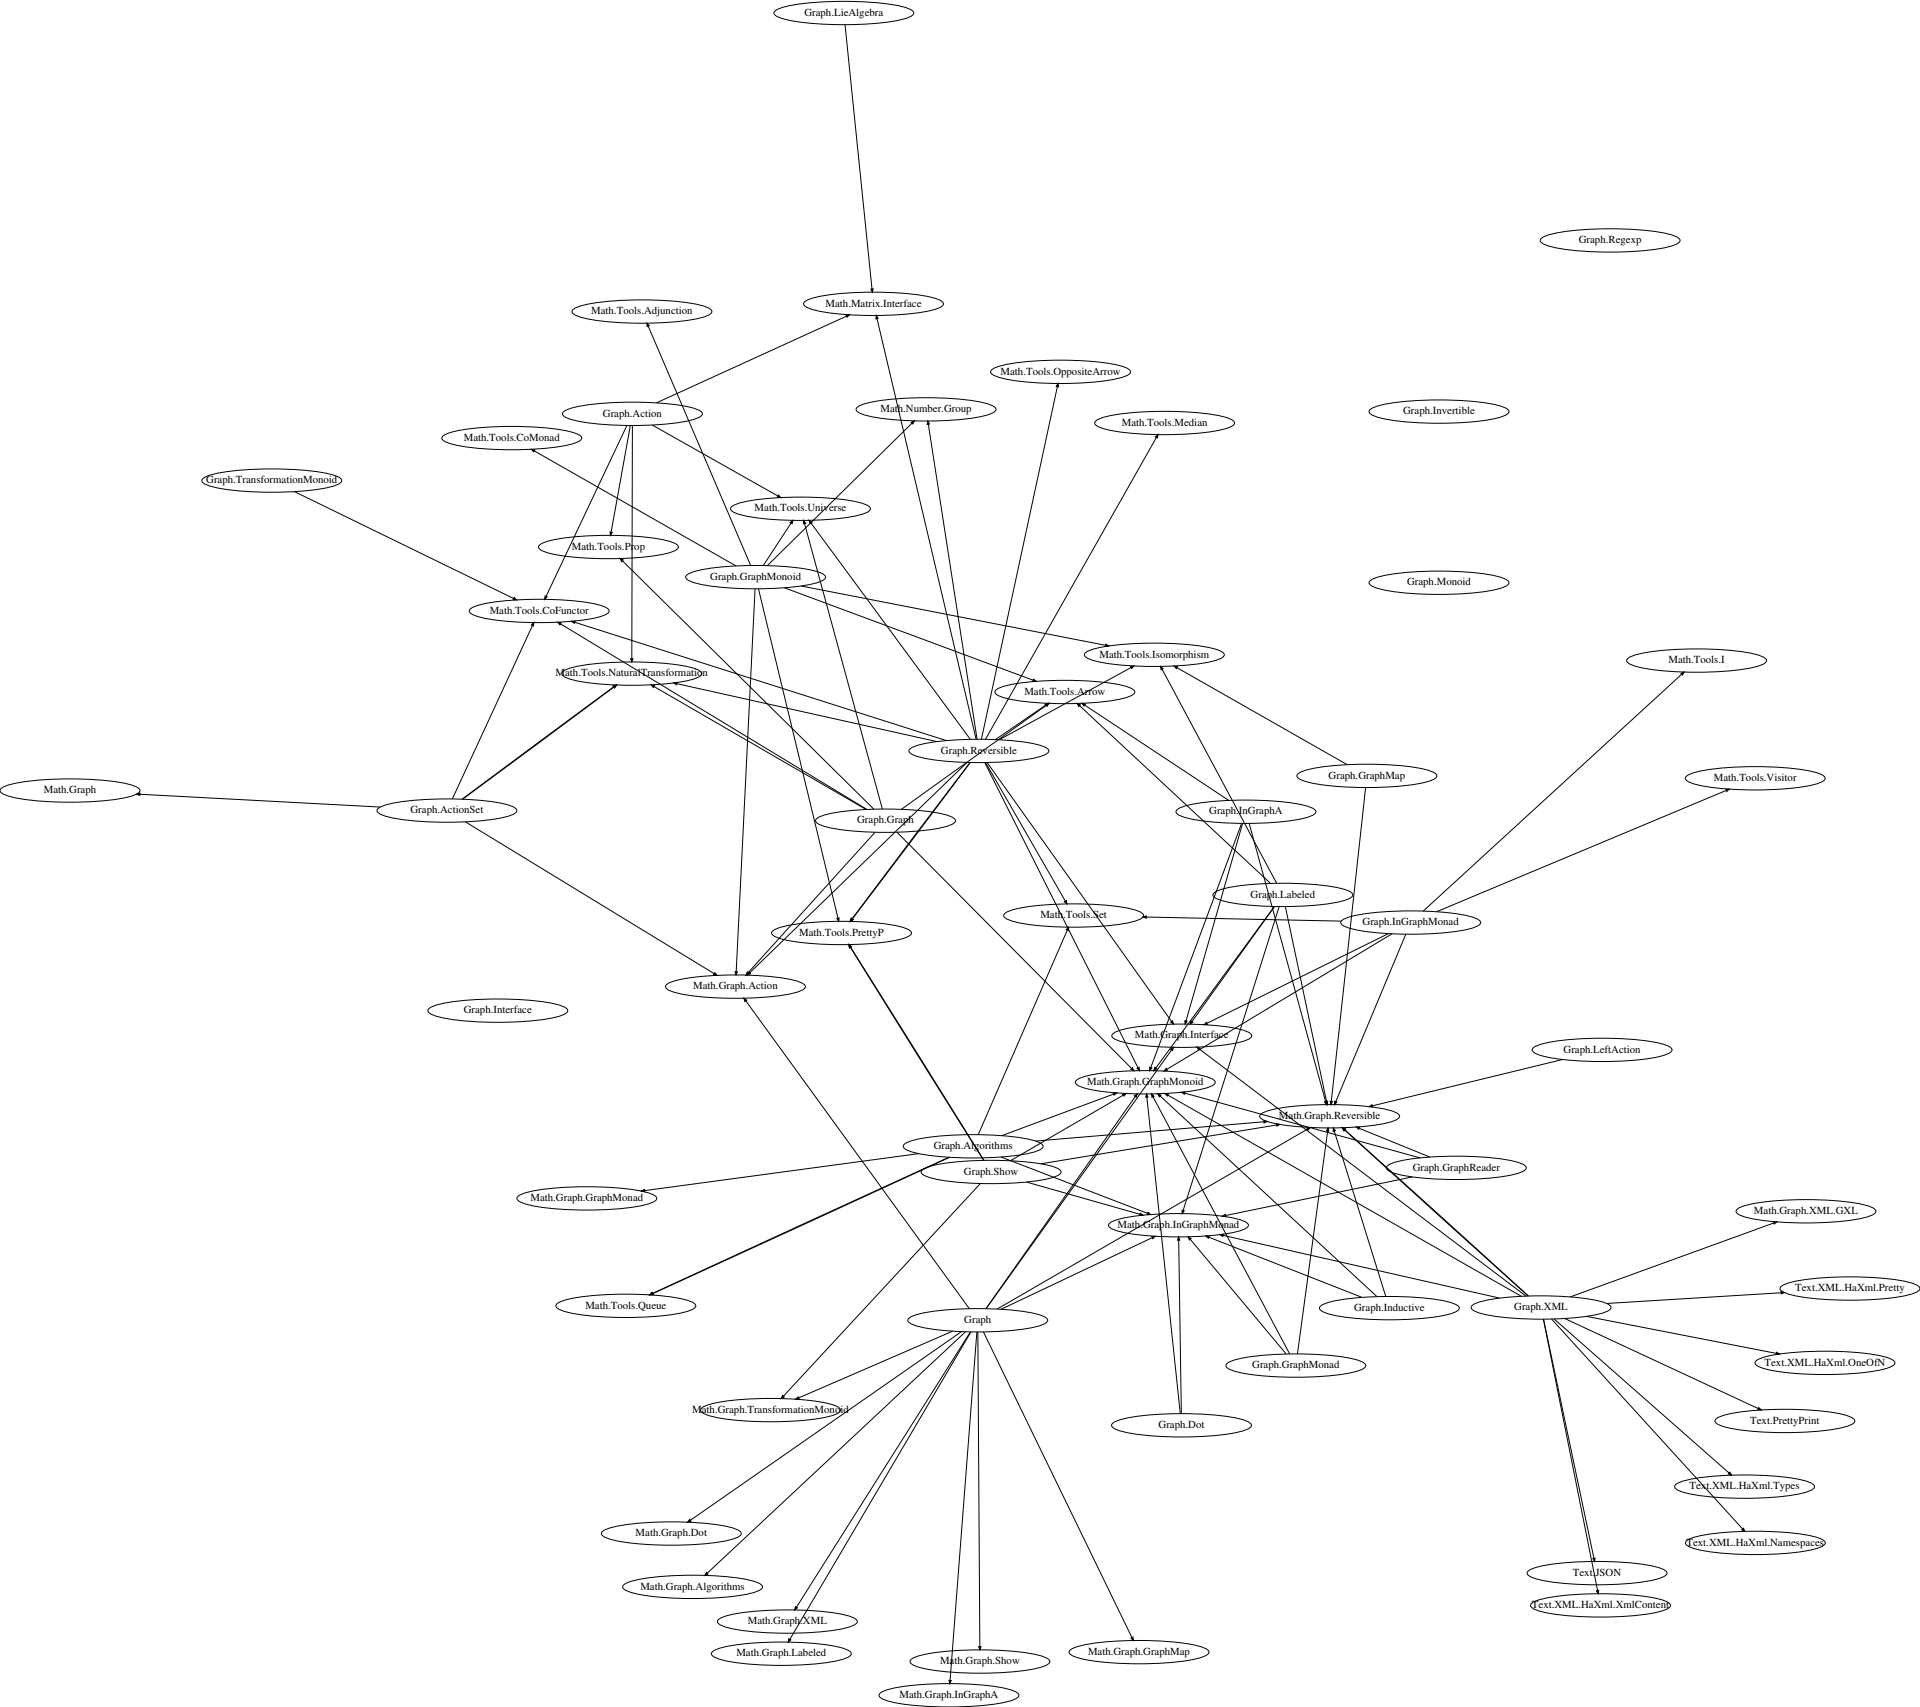 Graph.LieAlgebra
Graph.Regexp
Math.Matrix.Interface
Math.Tools.Adjunction
Math.Tools.OppositeArrow
Math.Number.Group
Graph.Invertible
Graph.Action
Math.Tools.Median
Math.Tools.CoMonad
Graph.TransformationMonoid
Math.Tools.Universe
Math.Tools.Prop
Graph.GraphMonoid
Graph.Monoid
Math.Tools.CoFunctor
Math.Tools.Isomorphism
Math.Tools.I
Math.Tools.NaturalTransformation
Math.Tools.Arrow
Graph.Reversible
Graph.GraphMap
Math.Tools.Visitor
Math.Graph
Graph.ActionSet
Graph.InGraphA
Graph.Graph
Graph.Labeled
Math.Tools.Set
Graph.InGraphMonad
Math.Tools.PrettyP
Math.Graph.Action
Graph.Interface
Math.Graph.Interface
Graph.LeftAction
Math.Graph.GraphMonoid
Math.Graph.Reversible
Graph.Algorithms
Graph.Show
Graph.GraphReader
Math.Graph.GraphMonad
Math.Graph.XML.GXL
Math.Graph.InGraphMonad
Text.XML.HaXml.Pretty
Math.Tools.Queue
Graph.Inductive
Graph.XML
Graph
Text.XML.HaXml.OneOfN
Graph.GraphMonad
Math.Graph.TransformationMonoid
Text.PrettyPrint
Graph.Dot
Text.XML.HaXml.Types
Math.Graph.Dot
Text.XML.HaXml.Namespaces
Text.JSON
Math.Graph.Algorithms
Text.XML.HaXml.XmlContent
Math.Graph.XML
Math.Graph.Labeled
Math.Graph.GraphMap
Math.Graph.Show
Math.Graph.InGraphA